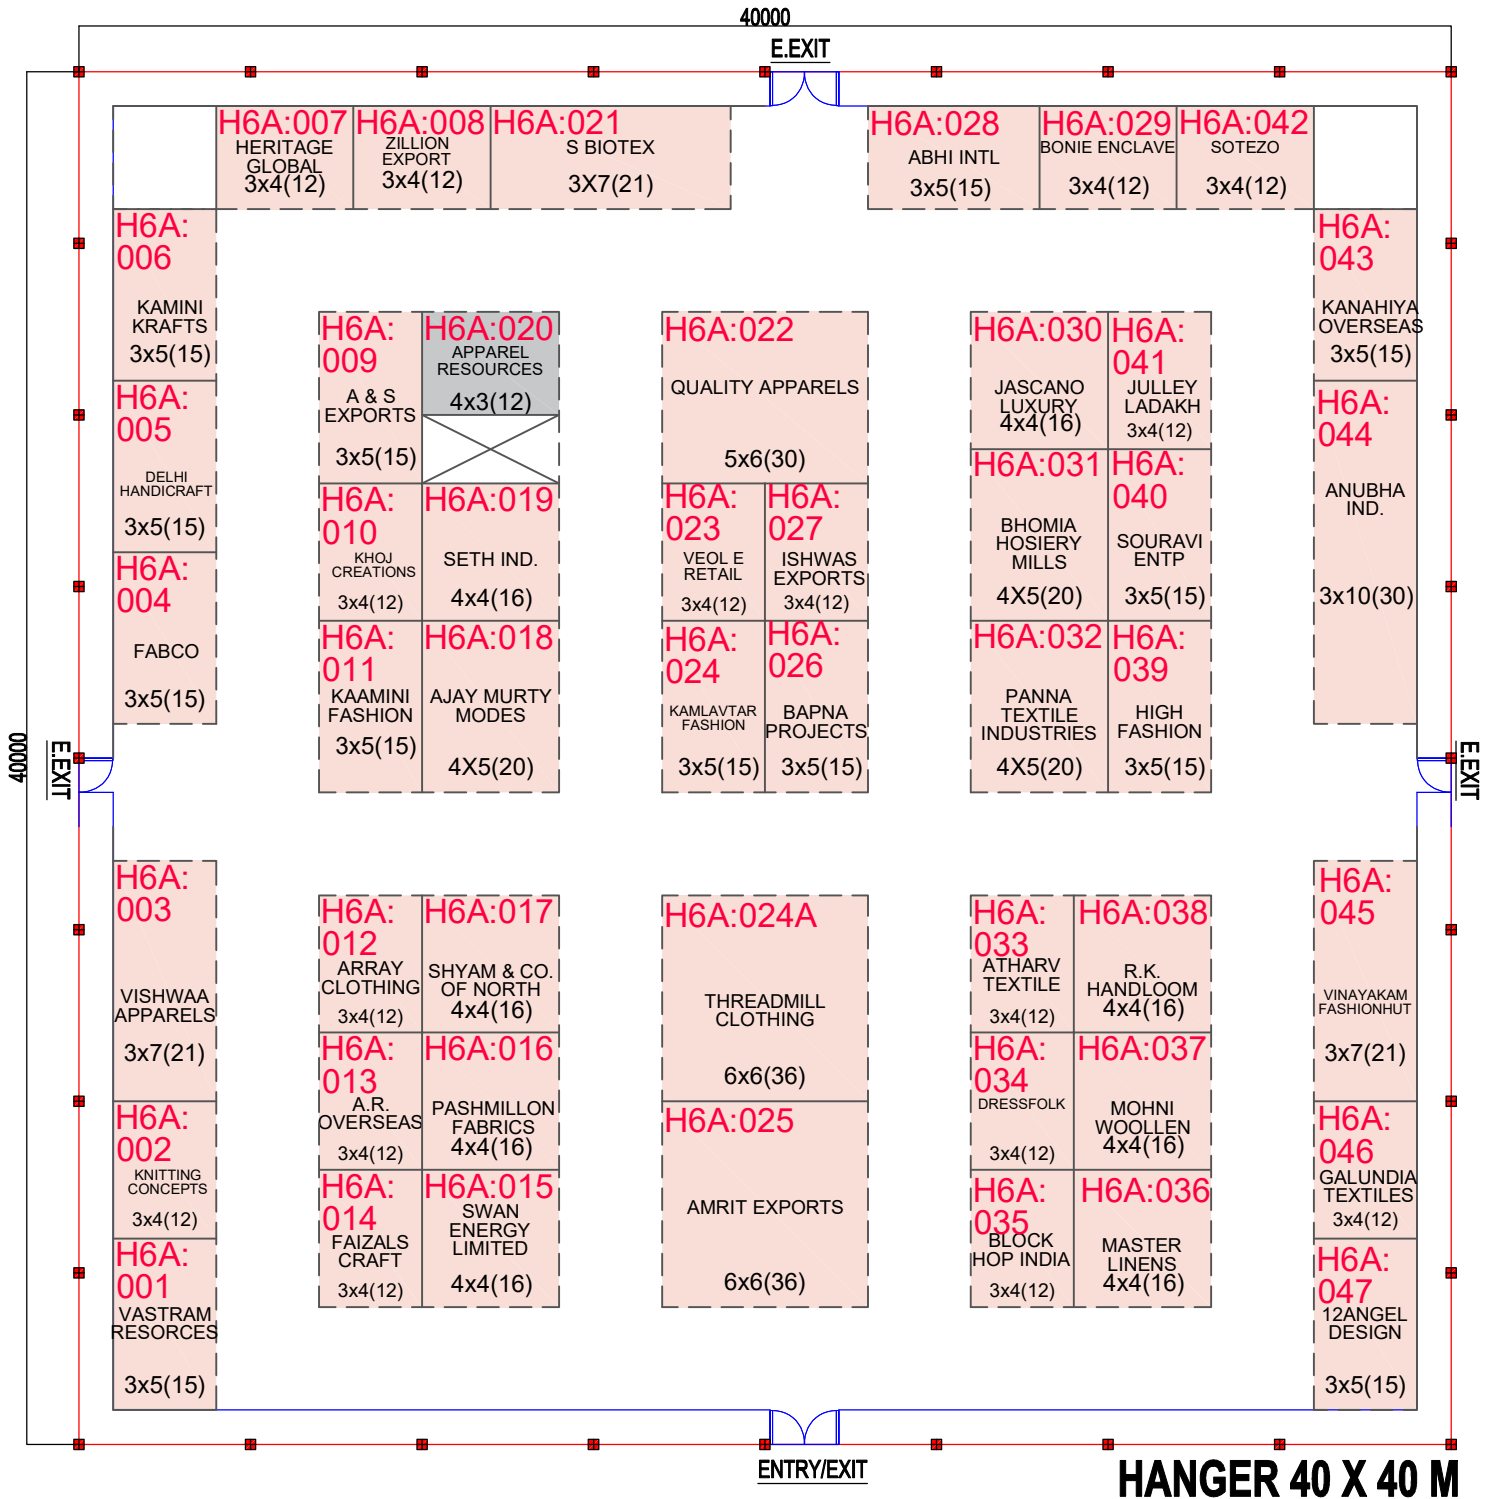 40000
E.EXIT
H6A:007
HERITAGE
GLOBAL
3x4(12)
H6A:008
ZILLION
EXPORT
3x4(12)
H6A:021
S BIOTEX
3X7(21)
H6A:028
ABHI INTL
3x5(15)
H6A:029
BONIE ENCLAVE
3x4(12)
H6A:042
SOTEZO
3x4(12)
H6A:
006
KAMINI
KRAFTS
3x5(15)
H6A:
005
DELHI
HANDICRAFT
3x5(15)
H6A:
004
FABCO
3x5(15)
H6A:
009
A & S
EXPORTS
3x5(15)
H6A:020
APPAREL
RESOURCES
4x3(12)
H6A:
010
KHOJ
CREATIONS
3x4(12)
H6A:019
SETH IND.
4x4(16)
H6A:
011
KAAMINI
FASHION
3x5(15)
H6A:018
AJAY MURTY
MODES
4X5(20)
H6A:022
QUALITY APPARELS
5x6(30)
H6A:
023
VEOL E
RETAIL
3x4(12)
H6A:
027
ISHWAS
EXPORTS
3x4(12)
H6A:
024
KAMLAVTAR
FASHION
3x5(15)
H6A:
026
BAPNA
PROJECTS
3x5(15)
H6A:030
JASCANO
LUXURY
4x4(16)
H6A:
041
JULLEY
LADAKH
3x4(12)
H6A:031
BHOMIA
HOSIERY
MILLS
4X5(20)
H6A:
040
SOURAVI
ENTP
3x5(15)
H6A:032
PANNA
TEXTILE
INDUSTRIES
4X5(20)
H6A:
039
HIGH
FASHION
3x5(15)
H6A:
043
KANAHIYA
OVERSEAS
3x5(15)
H6A:
044
ANUBHA
IND.
3x10(30)
40000
E.EXIT
E.EXIT
H6A:
003
VISHWAA
APPARELS
3x7(21)
H6A:
002
KNITTING
CONCEPTS
3x4(12)
H6A:
001
VASTRAM
RESORCES
3x5(15)
H6A:
012
ARRAY
CLOTHING
3x4(12)
H6A:017
SHYAM & CO.
OF NORTH
4x4(16)
H6A:
013
A.R.
OVERSEAS
3x4(12)
H6A:016
PASHMILLON
FABRICS
4x4(16)
H6A:
014
FAIZALS
CRAFT
3x4(12)
H6A:015
SWAN
ENERGY
LIMITED
4x4(16)
H6A:024A
THREADMILL
CLOTHING
6x6(36)
H6A:025
AMRIT EXPORTS
6x6(36)
H6A:
033
ATHARV
TEXTILE
3x4(12)
H6A:038
R.K.
HANDLOOM
4x4(16)
H6A:
034
DRESSFOLK
3x4(12)
H6A:037
MOHNI
WOOLLEN
4x4(16)
H6A:
035
BLOCK
HOP INDIA
3x4(12)
H6A:036
MASTER
LINENS
4x4(16)
H6A:
045
VINAYAKAM
FASHIONHUT
3x7(21)
H6A:
046
GALUNDIA
TEXTILES
3x4(12)
H6A:
047
12ANGEL
DESIGN
3x5(15)
ENTRY/EXIT
HANGER 40 X 40 M